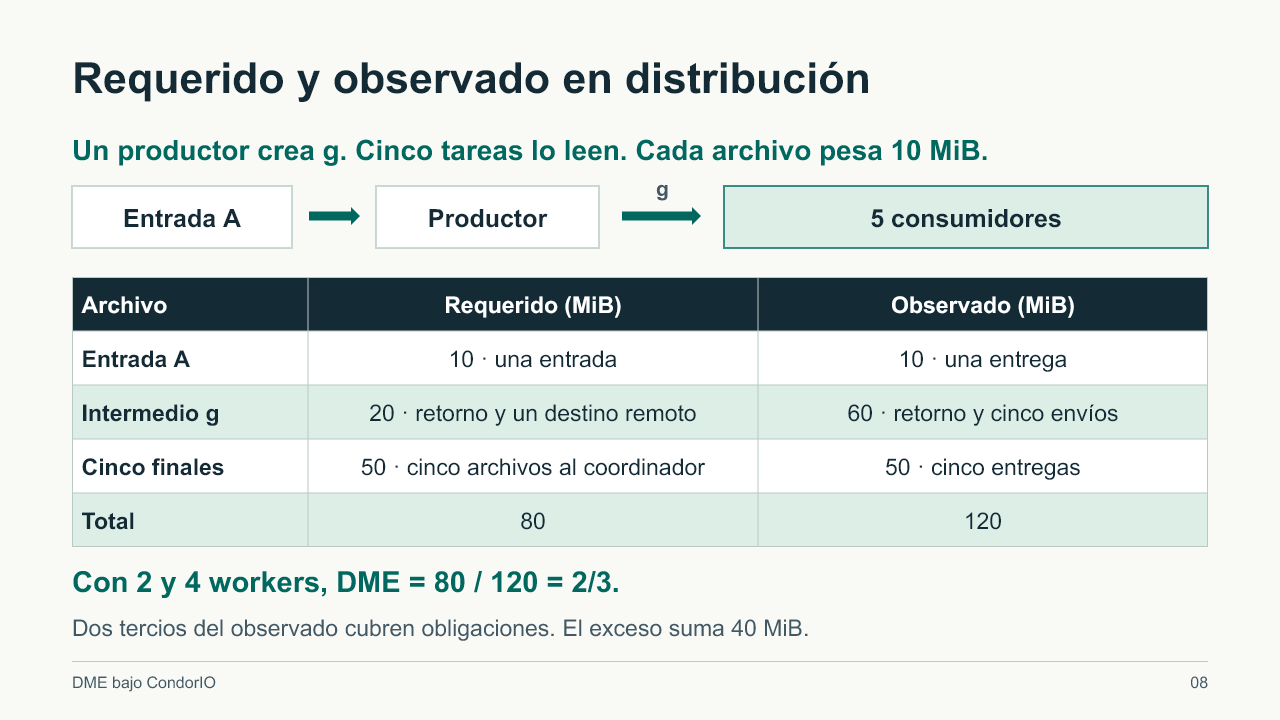 Requerido y observado en distribución
Un productor crea g. Cinco tareas lo leen. Cada archivo pesa 10 MiB.
Entrada A
Productor
g
5 consumidores
Archivo
Requerido (MiB)
Observado (MiB)
Entrada A
10 · una entrada
10 · una entrega
Intermedio g
20 · retorno y un destino remoto
60 · retorno y cinco envíos
Cinco finales
50 · cinco archivos al coordinador
50 · cinco entregas
Total
80
120
Con 2 y 4 workers, DME = 80 / 120 = 2/3.
Dos tercios del observado cubren obligaciones. El exceso suma 40 MiB.
DME bajo CondorIO
08